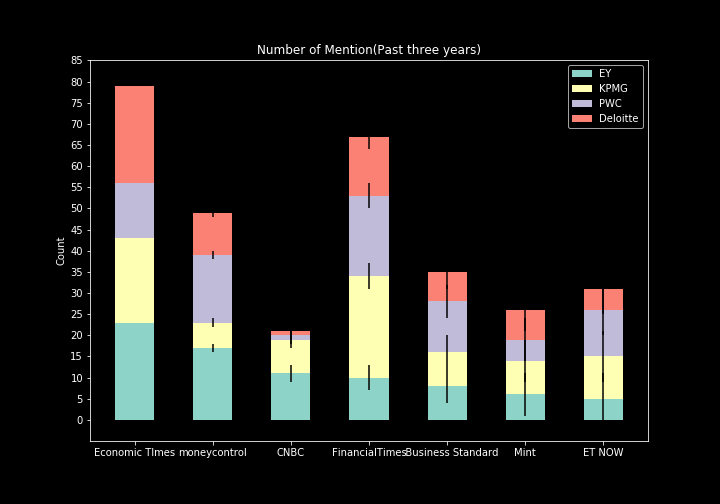 Number of Mention(Past three years)
85
80
75
70
65
60
55
50
45
40
35
30
25
20
15
10
5
0
Count
EY
KPMG
PWC
Deloitte
Economic TImes moneycontrol CNBC FinancialTimes Business Standard Mint ET NOW